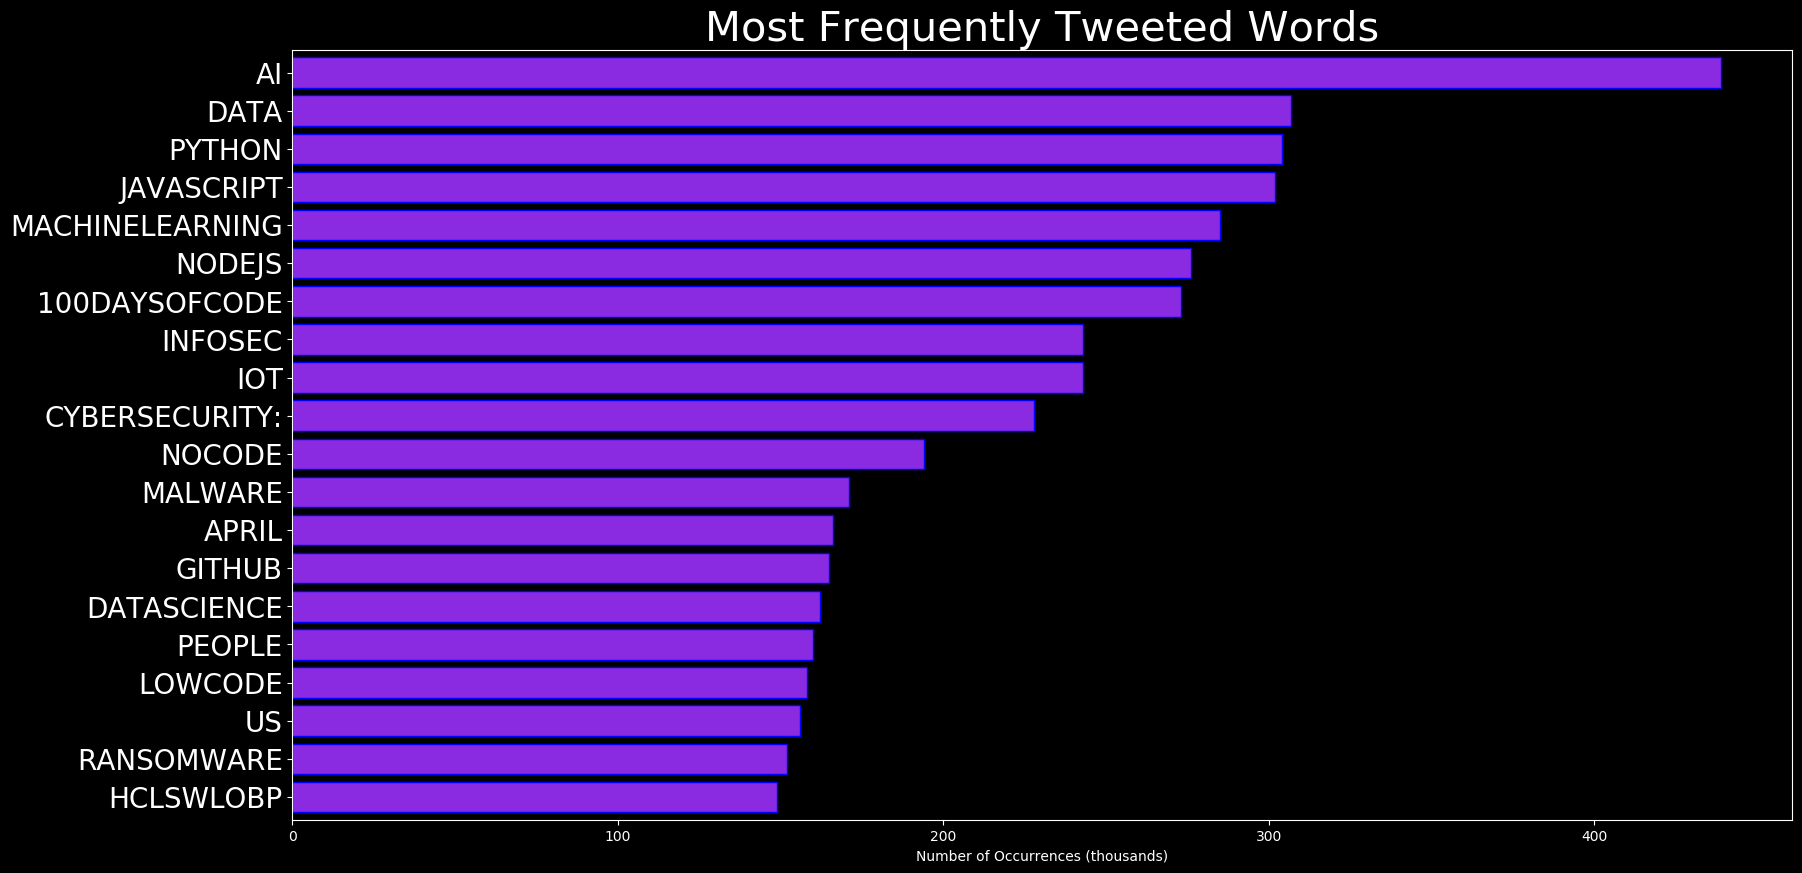 Most Frequently Tweeted Words
AI
DATA
PYTHON
JAVASCRIPT
MACHINELEARNING
NODEJS
100DAYSOFCODE
INFOSEC
IOT
CYBERSECURITY:
NOCODE
MALWARE
APRIL
GITHUB
DATASCIENCE
PEOPLE
LOWCODE
US
RANSOMWARE
HCLSWLOBP
0 100 200 300 400
Number of Occurrences (thousands)